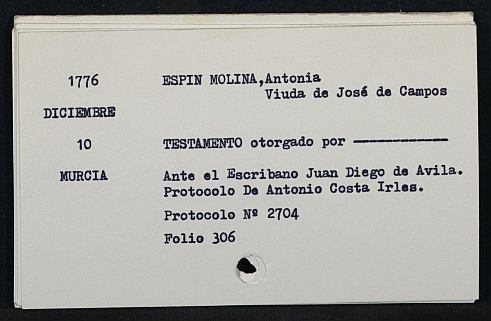 1776 ESPIN MOLINA,Antonia
Viuda de José de Campos
DICIEMBRE
10 TESTAMENTO otorgado por ————————
MURCIA Ante el Escribano Juan Diego de Avila.
Protocolo De Antonio Costa Irles.
Protocolo Nº 2704
Folio 306